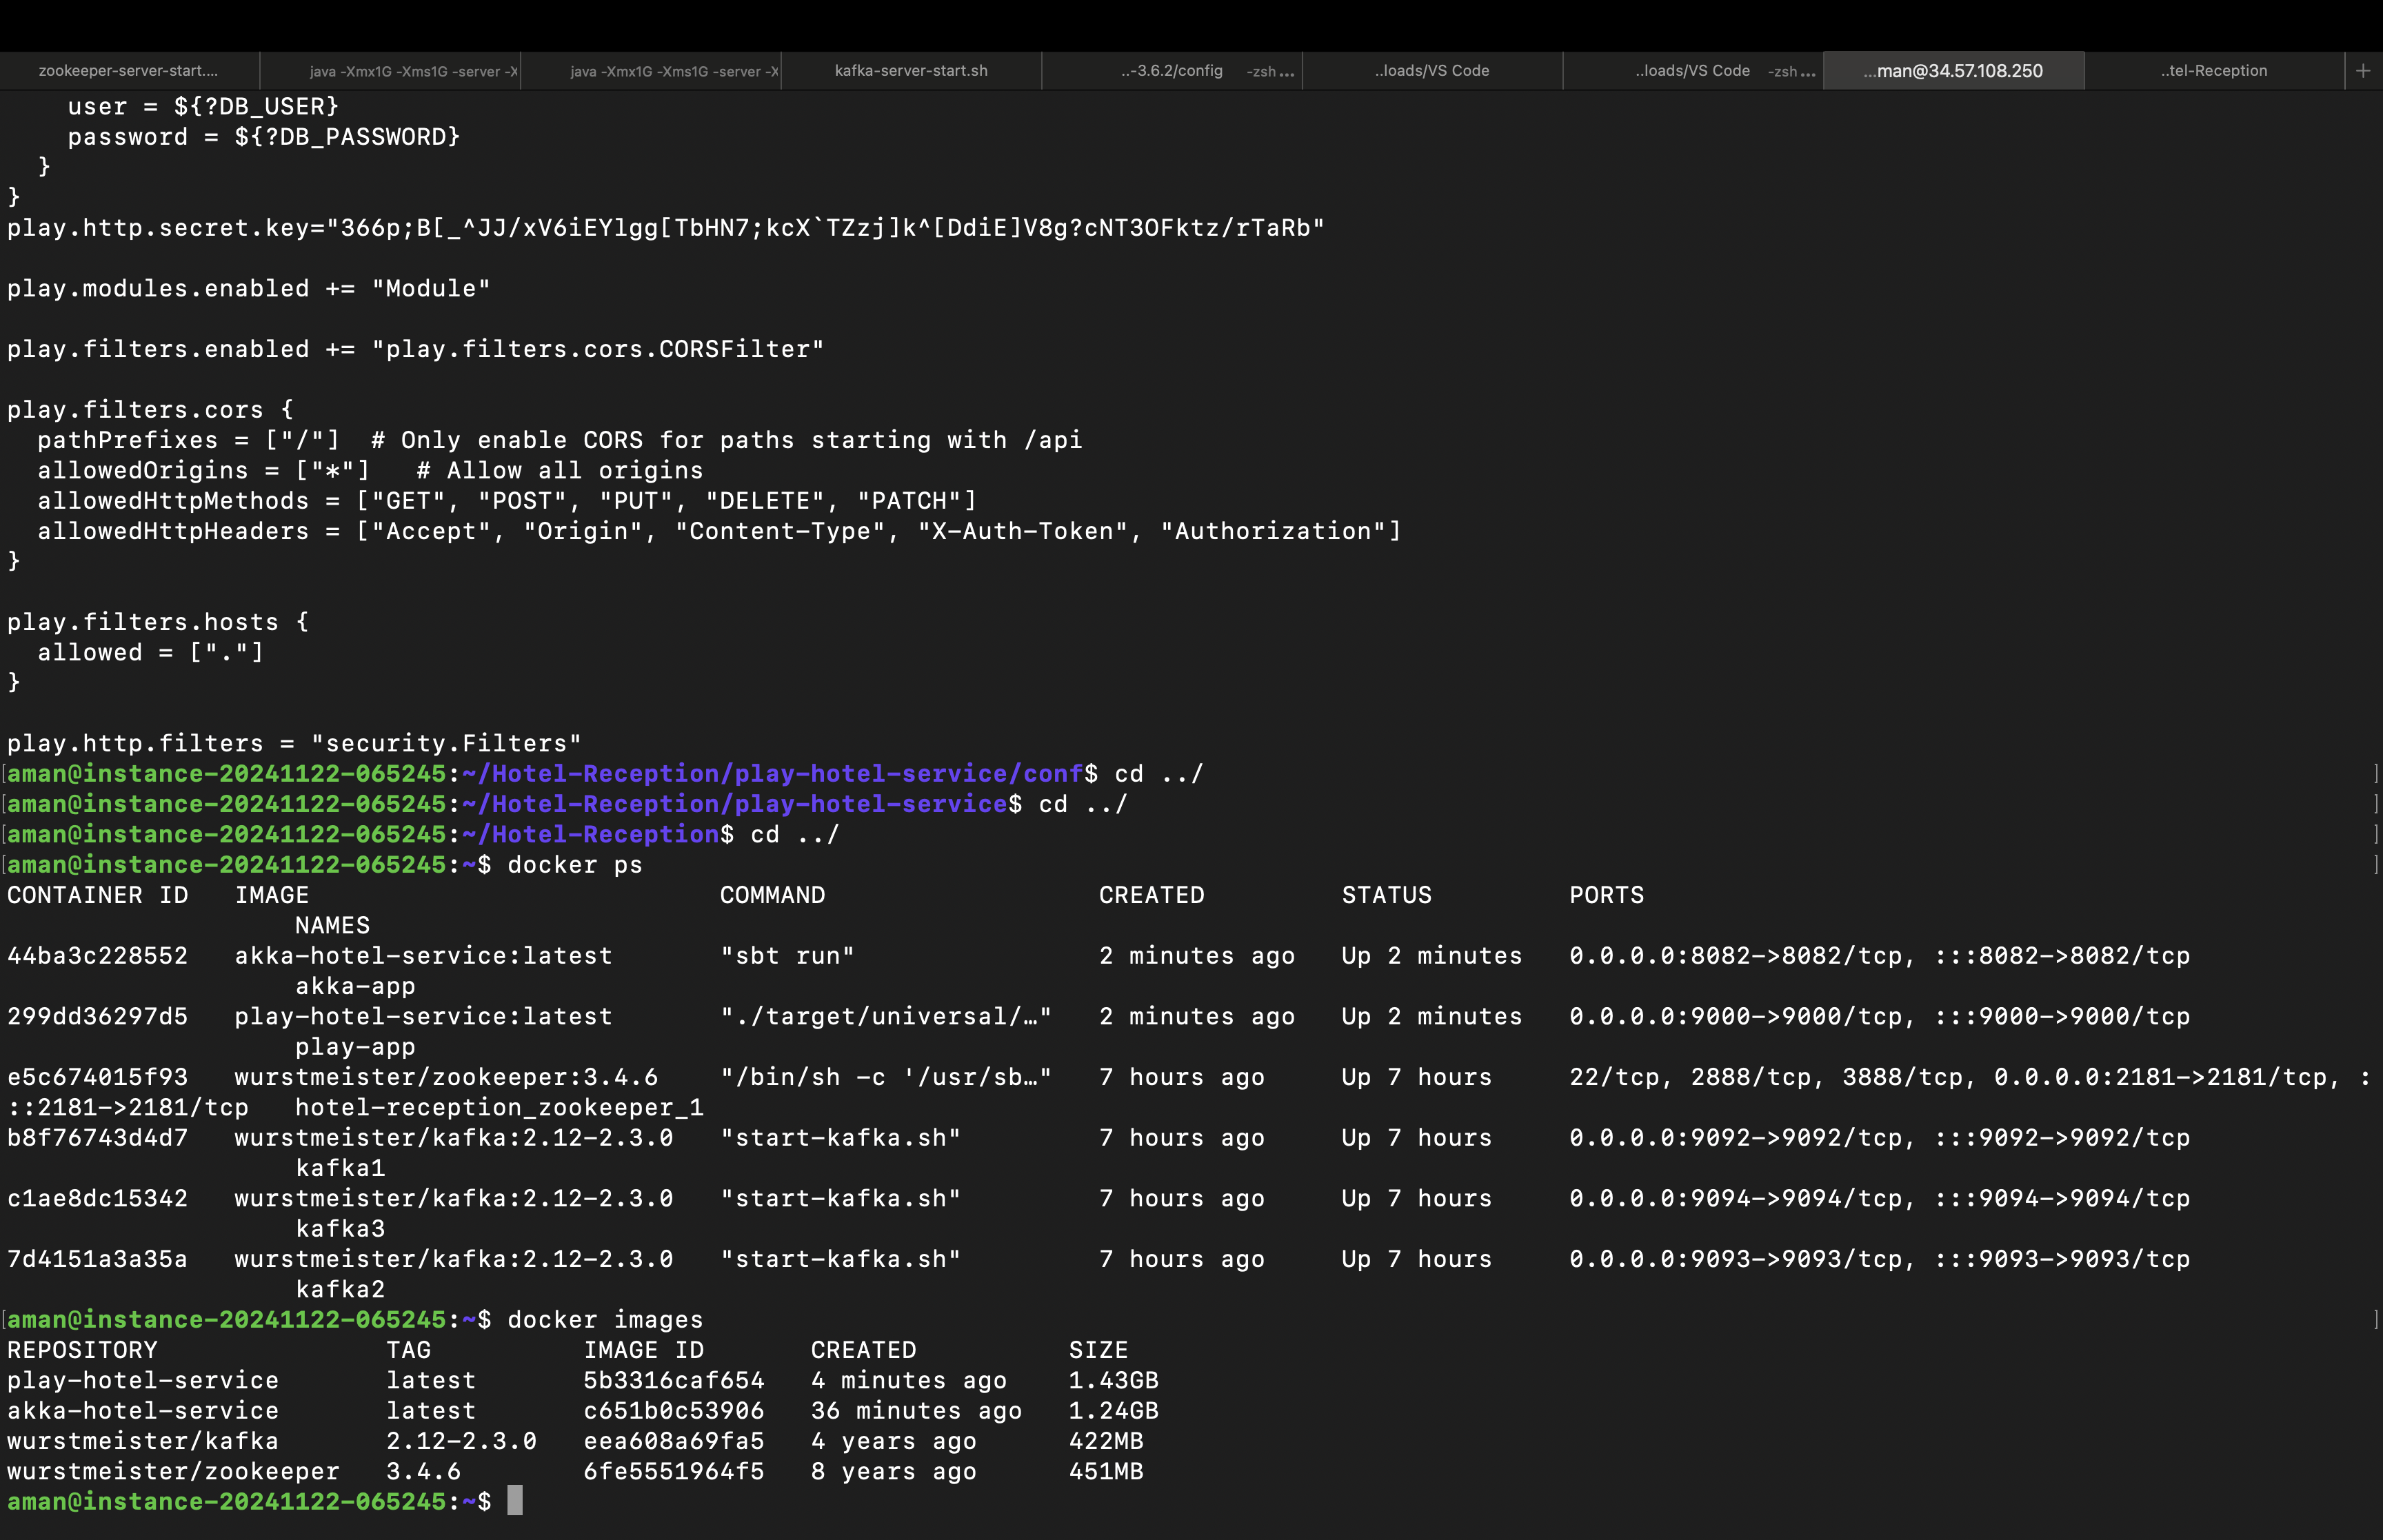 zookeeper-server-start....
java -Xmx1G -Xms1G -server -X
java -Xmx1G -Xms1G -server -X
kafka-server-start.sh
..-3.6.2/config -zsh ...
..loads/VS Code
..loads/VS Code -zsh ...
...man@34.57.108.250
..tel-Reception
+
    user = ${?DB_USER}
    password = ${?DB_PASSWORD}
  }
}
play.http.secret.key="366p;B[_^JJ/xV6iEYlgg[TbHN7;kcX`TZzj]k^[DdiE]V8g?cNT3OFktz/rTaRb"
play.modules.enabled += "Module"
play.filters.enabled += "play.filters.cors.CORSFilter"
play.filters.cors {
  pathPrefixes = ["/"]  # Only enable CORS for paths starting with /api
  allowedOrigins = ["*"]   # Allow all origins
  allowedHttpMethods = ["GET", "POST", "PUT", "DELETE", "PATCH"]
  allowedHttpHeaders = ["Accept", "Origin", "Content-Type", "X-Auth-Token", "Authorization"]
}
play.filters.hosts {
  allowed = ["."]
}
play.http.filters = "security.Filters"
[aman@instance-20241122-065245:~/Hotel-Reception/play-hotel-service/conf$ cd ../ ]
[aman@instance-20241122-065245:~/Hotel-Reception/play-hotel-service$ cd ../ ]
[aman@instance-20241122-065245:~/Hotel-Reception$ cd ../ ]
[aman@instance-20241122-065245:~$ docker ps ]
CONTAINER ID   IMAGE                           COMMAND                  CREATED         STATUS         PORTS
                   NAMES
44ba3c228552   akka-hotel-service:latest       "sbt run"                2 minutes ago   Up 2 minutes   0.0.0.0:8082->8082/tcp, :::8082->8082/tcp
                   akka-app
299dd36297d5   play-hotel-service:latest       "./target/universal/…"   2 minutes ago   Up 2 minutes   0.0.0.0:9000->9000/tcp, :::9000->9000/tcp
                   play-app
e5c674015f93   wurstmeister/zookeeper:3.4.6    "/bin/sh -c '/usr/sb…"   7 hours ago     Up 7 hours     22/tcp, 2888/tcp, 3888/tcp, 0.0.0.0:2181->2181/tcp, :
::2181->2181/tcp   hotel-reception_zookeeper_1
b8f76743d4d7   wurstmeister/kafka:2.12-2.3.0   "start-kafka.sh"         7 hours ago     Up 7 hours     0.0.0.0:9092->9092/tcp, :::9092->9092/tcp
                   kafka1
c1ae8dc15342   wurstmeister/kafka:2.12-2.3.0   "start-kafka.sh"         7 hours ago     Up 7 hours     0.0.0.0:9094->9094/tcp, :::9094->9094/tcp
                   kafka3
7d4151a3a35a   wurstmeister/kafka:2.12-2.3.0   "start-kafka.sh"         7 hours ago     Up 7 hours     0.0.0.0:9093->9093/tcp, :::9093->9093/tcp
                   kafka2
[aman@instance-20241122-065245:~$ docker images ]
REPOSITORY               TAG          IMAGE ID       CREATED          SIZE
play-hotel-service       latest       5b3316caf654   4 minutes ago    1.43GB
akka-hotel-service       latest       c651b0c53906   36 minutes ago   1.24GB
wurstmeister/kafka       2.12-2.3.0   eea608a69fa5   4 years ago      422MB
wurstmeister/zookeeper   3.4.6        6fe5551964f5   8 years ago      451MB
aman@instance-20241122-065245:~$